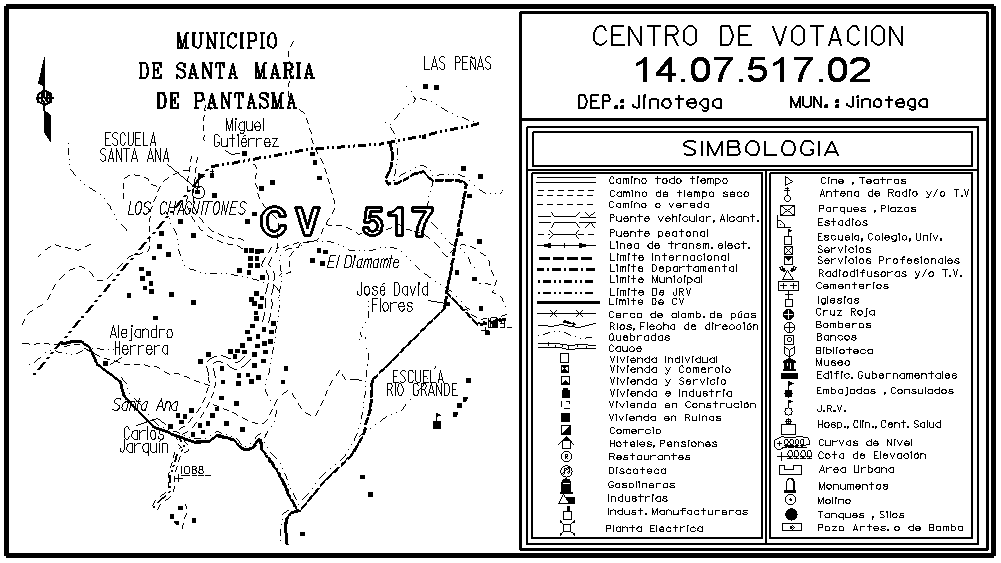 MUNICIPIO
DE SANTA MARIA
DE PANTASMA
LAS PEÑAS
Miguel
Gutiérrez
ESCUELA
SANTA ANA
LOS CHAGUITONES
CV 517
El Diamante
José David
Flores
Alejandro
Herrera
ESCUELA
RIO GRANDE
Santa Ana
Carlos
Jarquin
1088
CENTRO DE VOTACION
14.07.517.02
DEP.: Jinotega MUN.: Jinotega
SIMBOLOGIA
Camino todo tiempo
Camino de tiempo seco
Camino o vereda
Puente vehicular, Alcant.
Puente peatonal
Linea de transm. elect.
Limite Internacional
Limite Departamental
Limite Municipal
Limite De JRV
Limite De CV
Cerca de alamb. de púas
Rios, Flecha de dirección
Quebradas
Cauce
Vivienda Individual
Vivienda y Comercio
Vivienda y Servicio
Vivienda e Industria
Vivienda en Construción
Vivienda en Ruinas
Comercio
Hoteles, Pensiones
Restaurantes
Discoteca
Gasolineras
Industrias
Indust. Manufactureras
Planta Eléctrica
Cine , Teatros
Antena de Radio y/o T.V
Parques , Plazas
Estadios
Escuela, Colegio, Univ.
Servicios
Servicios Profesionales
Radiodifusoras y/o T.V.
Cementerios
Iglesias
Cruz Roja
Bomberos
Bancos
Biblioteca
Museo
Edific. Gubernamentales
Embajadas , Consulados
J.R.V.
Hosp., Clin., Cent. Salud
Curvas de Nivel
Cota de Elevación
Area Urbana
Monumentos
Molino
Tanques , Silos
Pozo Artes. o de Bomba